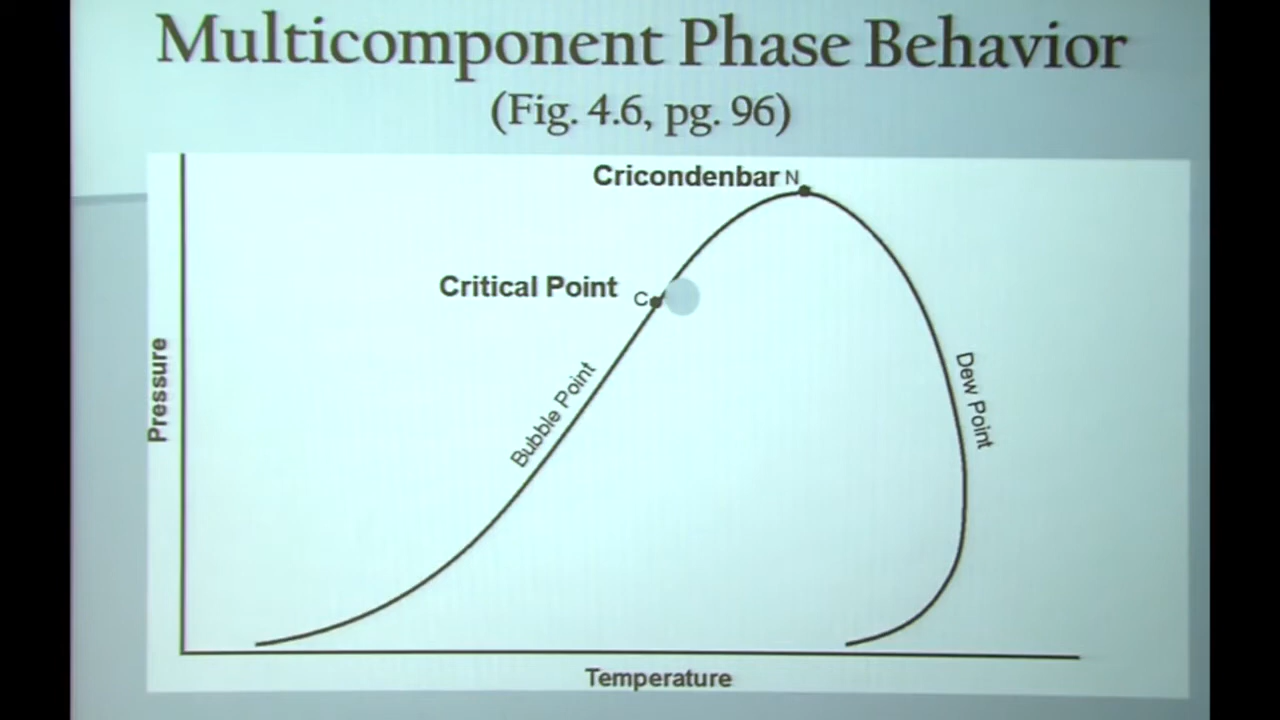 Multicomponent Phase Behavior
(Fig. 4.6, pg. 96)
Cricondenbar N
Critical Point C
Bubble Point
Dew Point
Pressure
Temperature